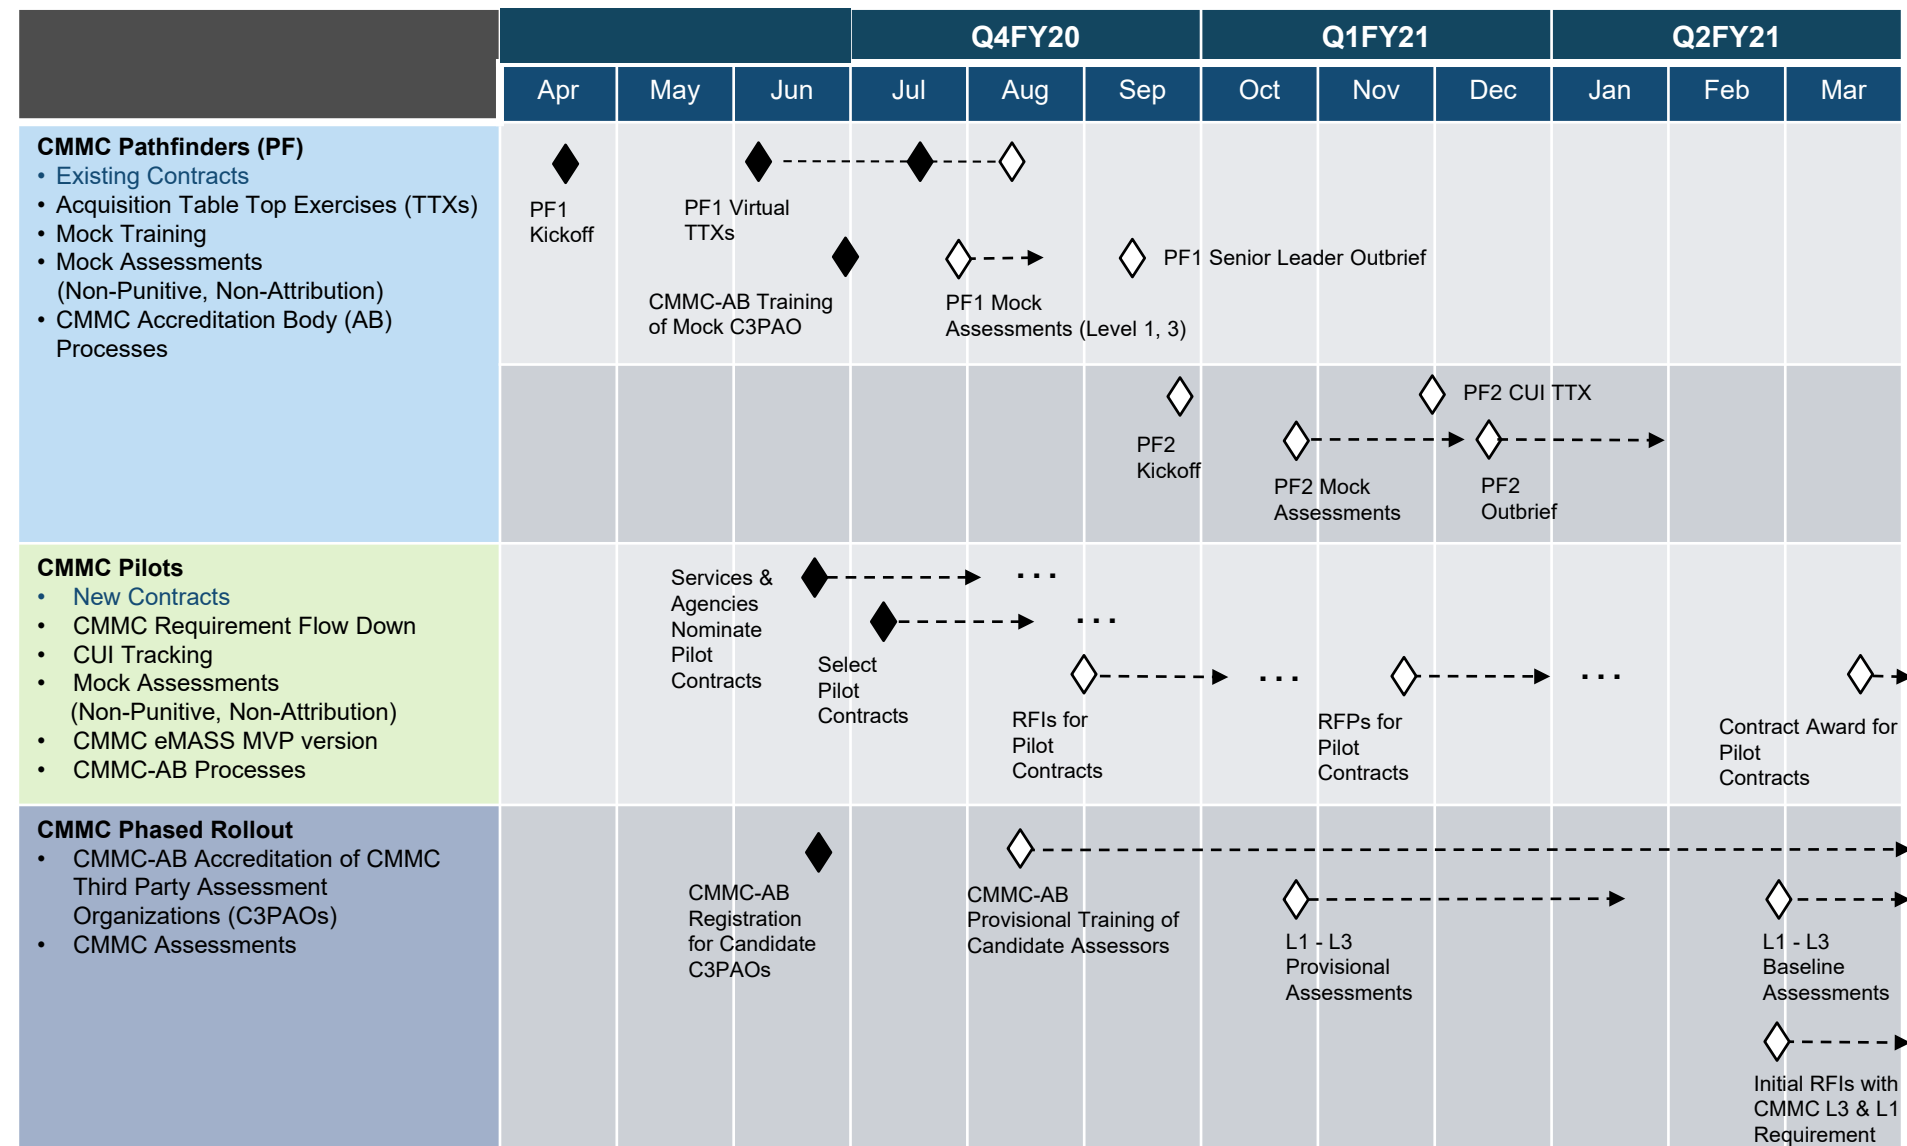 Q4FY20 Q1FY21 Q2FY21
Apr May Jun Jul Aug Sep Oct Nov Dec Jan Feb Mar
CMMC Pathfinders (PF)
• Existing Contracts
• Acquisition Table Top Exercises (TTXs)
• Mock Training
• Mock Assessments
(Non-Punitive, Non-Attribution)
• CMMC Accreditation Body (AB)
Processes
PF1
Kickoff
PF1 Virtual
TTXs
CMMC-AB Training
of Mock C3PAO
PF1 Mock
Assessments (Level 1, 3)
PF1 Senior Leader Outbrief
PF2
Kickoff
PF2 CUI TTX
PF2 Mock
Assessments
PF2
Outbrief
CMMC Pilots
• New Contracts
• CMMC Requirement Flow Down
• CUI Tracking
• Mock Assessments
(Non-Punitive, Non-Attribution)
• CMMC eMASS MVP version
• CMMC-AB Processes
Services &
Agencies
Nominate
Pilot
Contracts
...
Select
Pilot
Contracts
...
RFIs for
Pilot
Contracts
...
RFPs for
Pilot
Contracts
...
Contract Award for
Pilot
Contracts
CMMC Phased Rollout
• CMMC-AB Accreditation of CMMC
Third Party Assessment
Organizations (C3PAOs)
• CMMC Assessments
CMMC-AB
Registration
for Candidate
C3PAOs
CMMC-AB
Provisional Training of
Candidate Assessors
L1 - L3
Provisional
Assessments
L1 - L3
Baseline
Assessments
Initial RFIs with
CMMC L3 & L1
Requirement